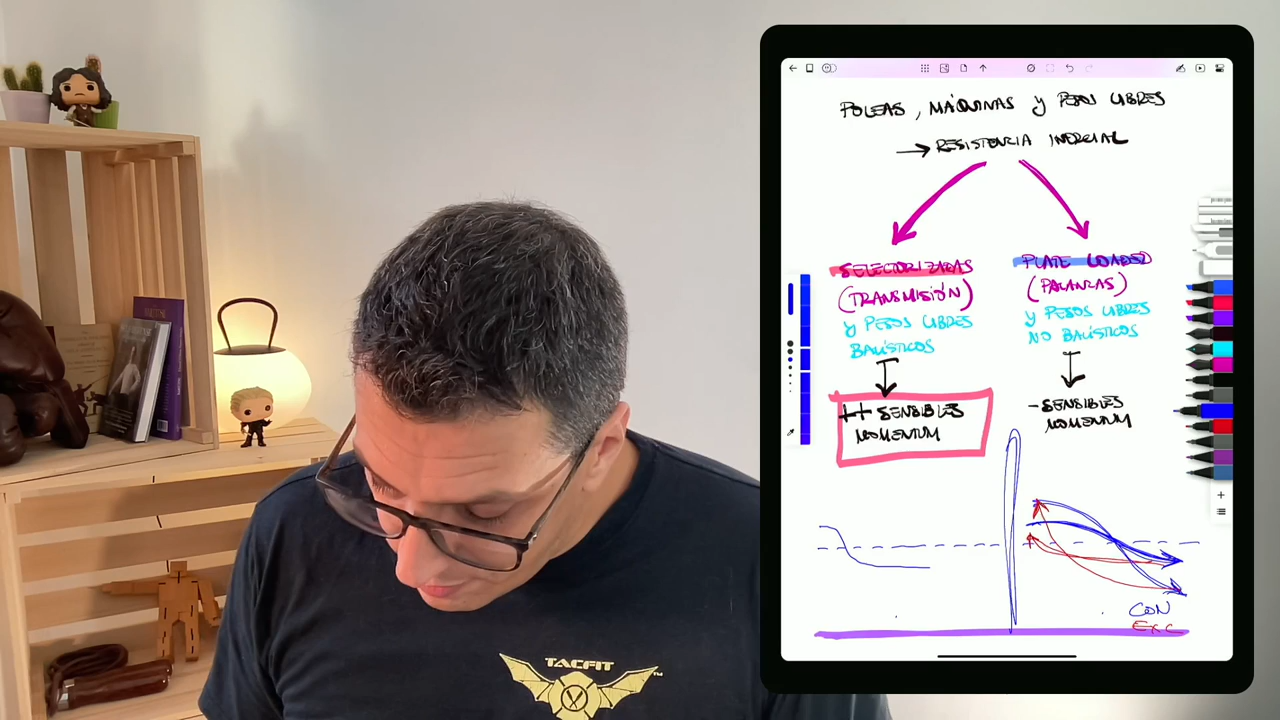 POLEAS, MÁQUINAS y PESOS LIBRES
→ RESISTENCIA INERCIAL
SELECTORIZADAS
(TRANSMISIÓN)
y PESOS LIBRES
BALÍSTICOS
++ SENSIBLES
MOMENTUM
PLATE LOADED
(PALANCAS)
y PESOS LIBRES
NO BALÍSTICOS
- SENSIBLES
MOMENTUM
CON
EXC
TACFIT